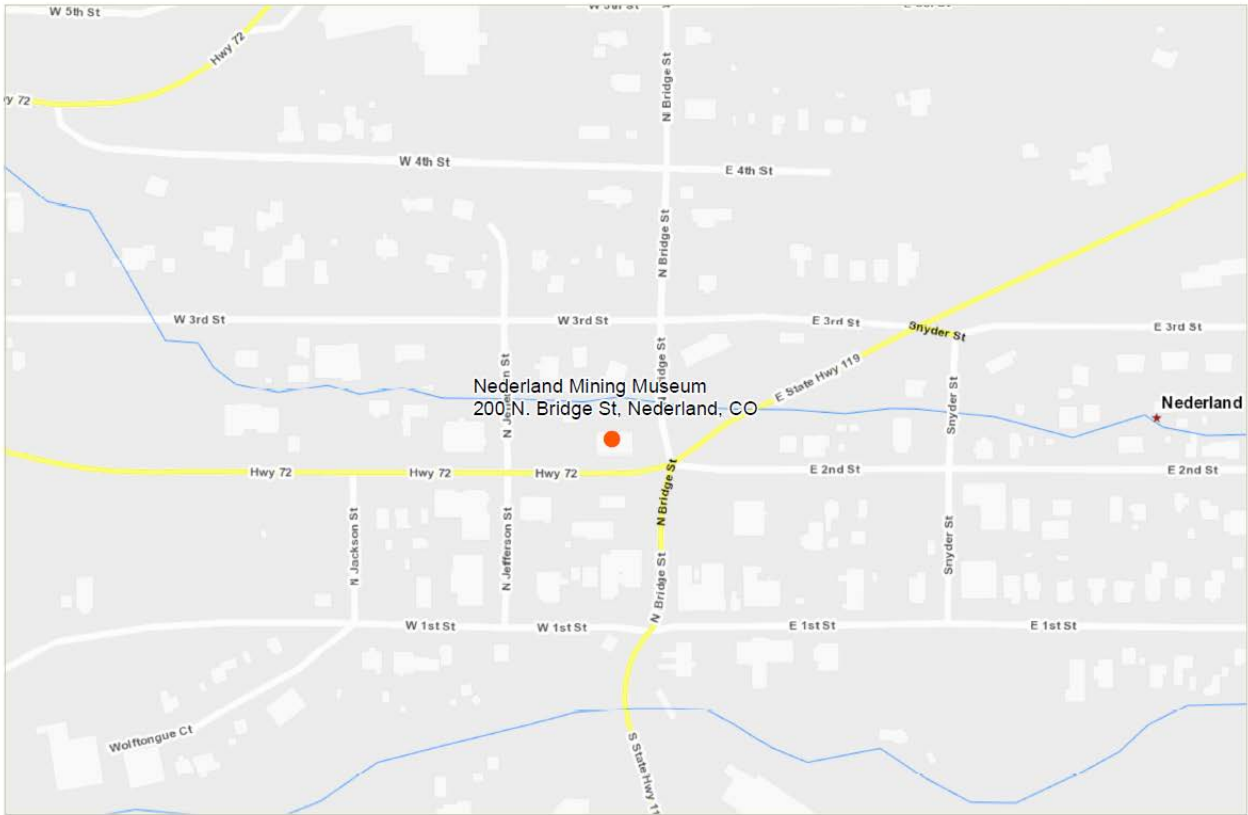 W 5th St
Hwy 72
N Bridge St
W 4th St
E 4th St
N Bridge St
W 3rd St
W 3rd St
E 3rd St
Snyder St
E 3rd St
N Bridge St
E State Hwy 119
Nederland Mining Museum
200 N. Bridge St, Nederland, CO
N Jefferson St
Snyder St
Nederland
Hwy 72
Hwy 72
Hwy 72
E 2nd St
E 2nd St
N Bridge St
N Jackson St
N Jefferson St
Snyder St
N Bridge St
W 1st St
W 1st St
E 1st St
E 1st St
Wolftongue Ct
S State Hwy 11